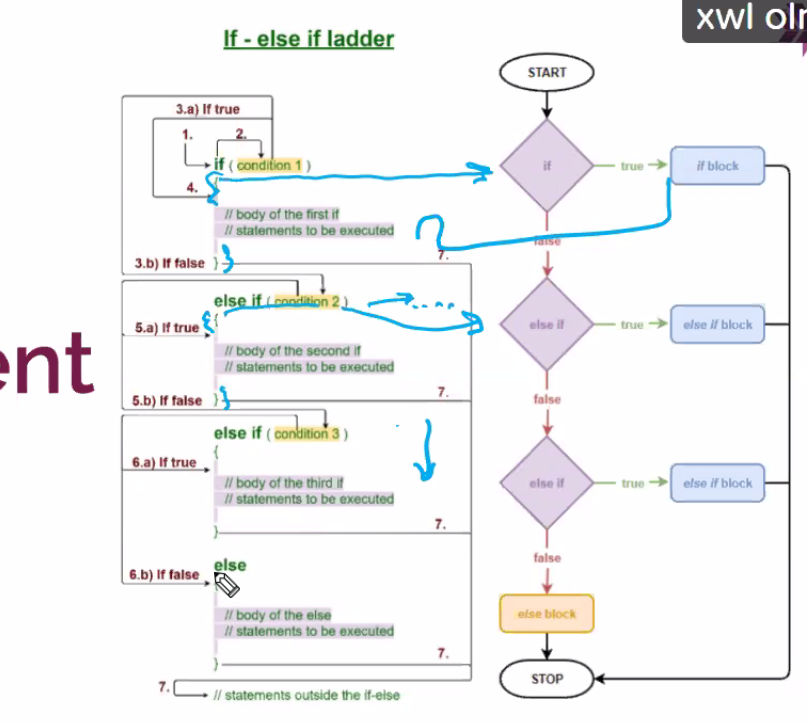 xwl olm
If - else if ladder
3.a) If true
1.
2.
if ( condition 1 )
4.
{
// body of the first if
// statements to be executed
7.
3.b) If false }
else if ( condition 2 )
{
5.a) If true
// body of the second if
// statements to be executed
7.
5.b) If false }
else if ( condition 3 )
{
6.a) If true
// body of the third if
// statements to be executed
7.
}
else
6.b) If false
// body of the else
// statements to be executed
7.
}
7.
// statements outside the if-else
ent
START
if
true
if block
false
else if
true
else if block
false
else if
true
else if block
false
else block
STOP